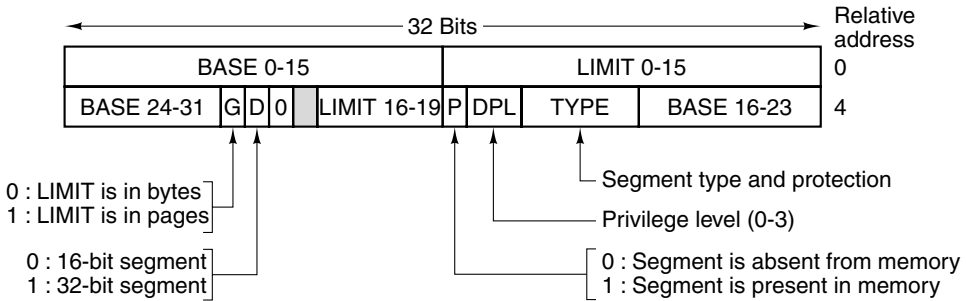 32 Bits
Relative
address
BASE 0-15 LIMIT 0-15 0
BASE 24-31 G D 0 LIMIT 16-19 P DPL TYPE BASE 16-23 4
0 : LIMIT is in bytes
1 : LIMIT is in pages
Segment type and protection
Privilege level (0-3)
0 : 16-bit segment
1 : 32-bit segment
0 : Segment is absent from memory
1 : Segment is present in memory